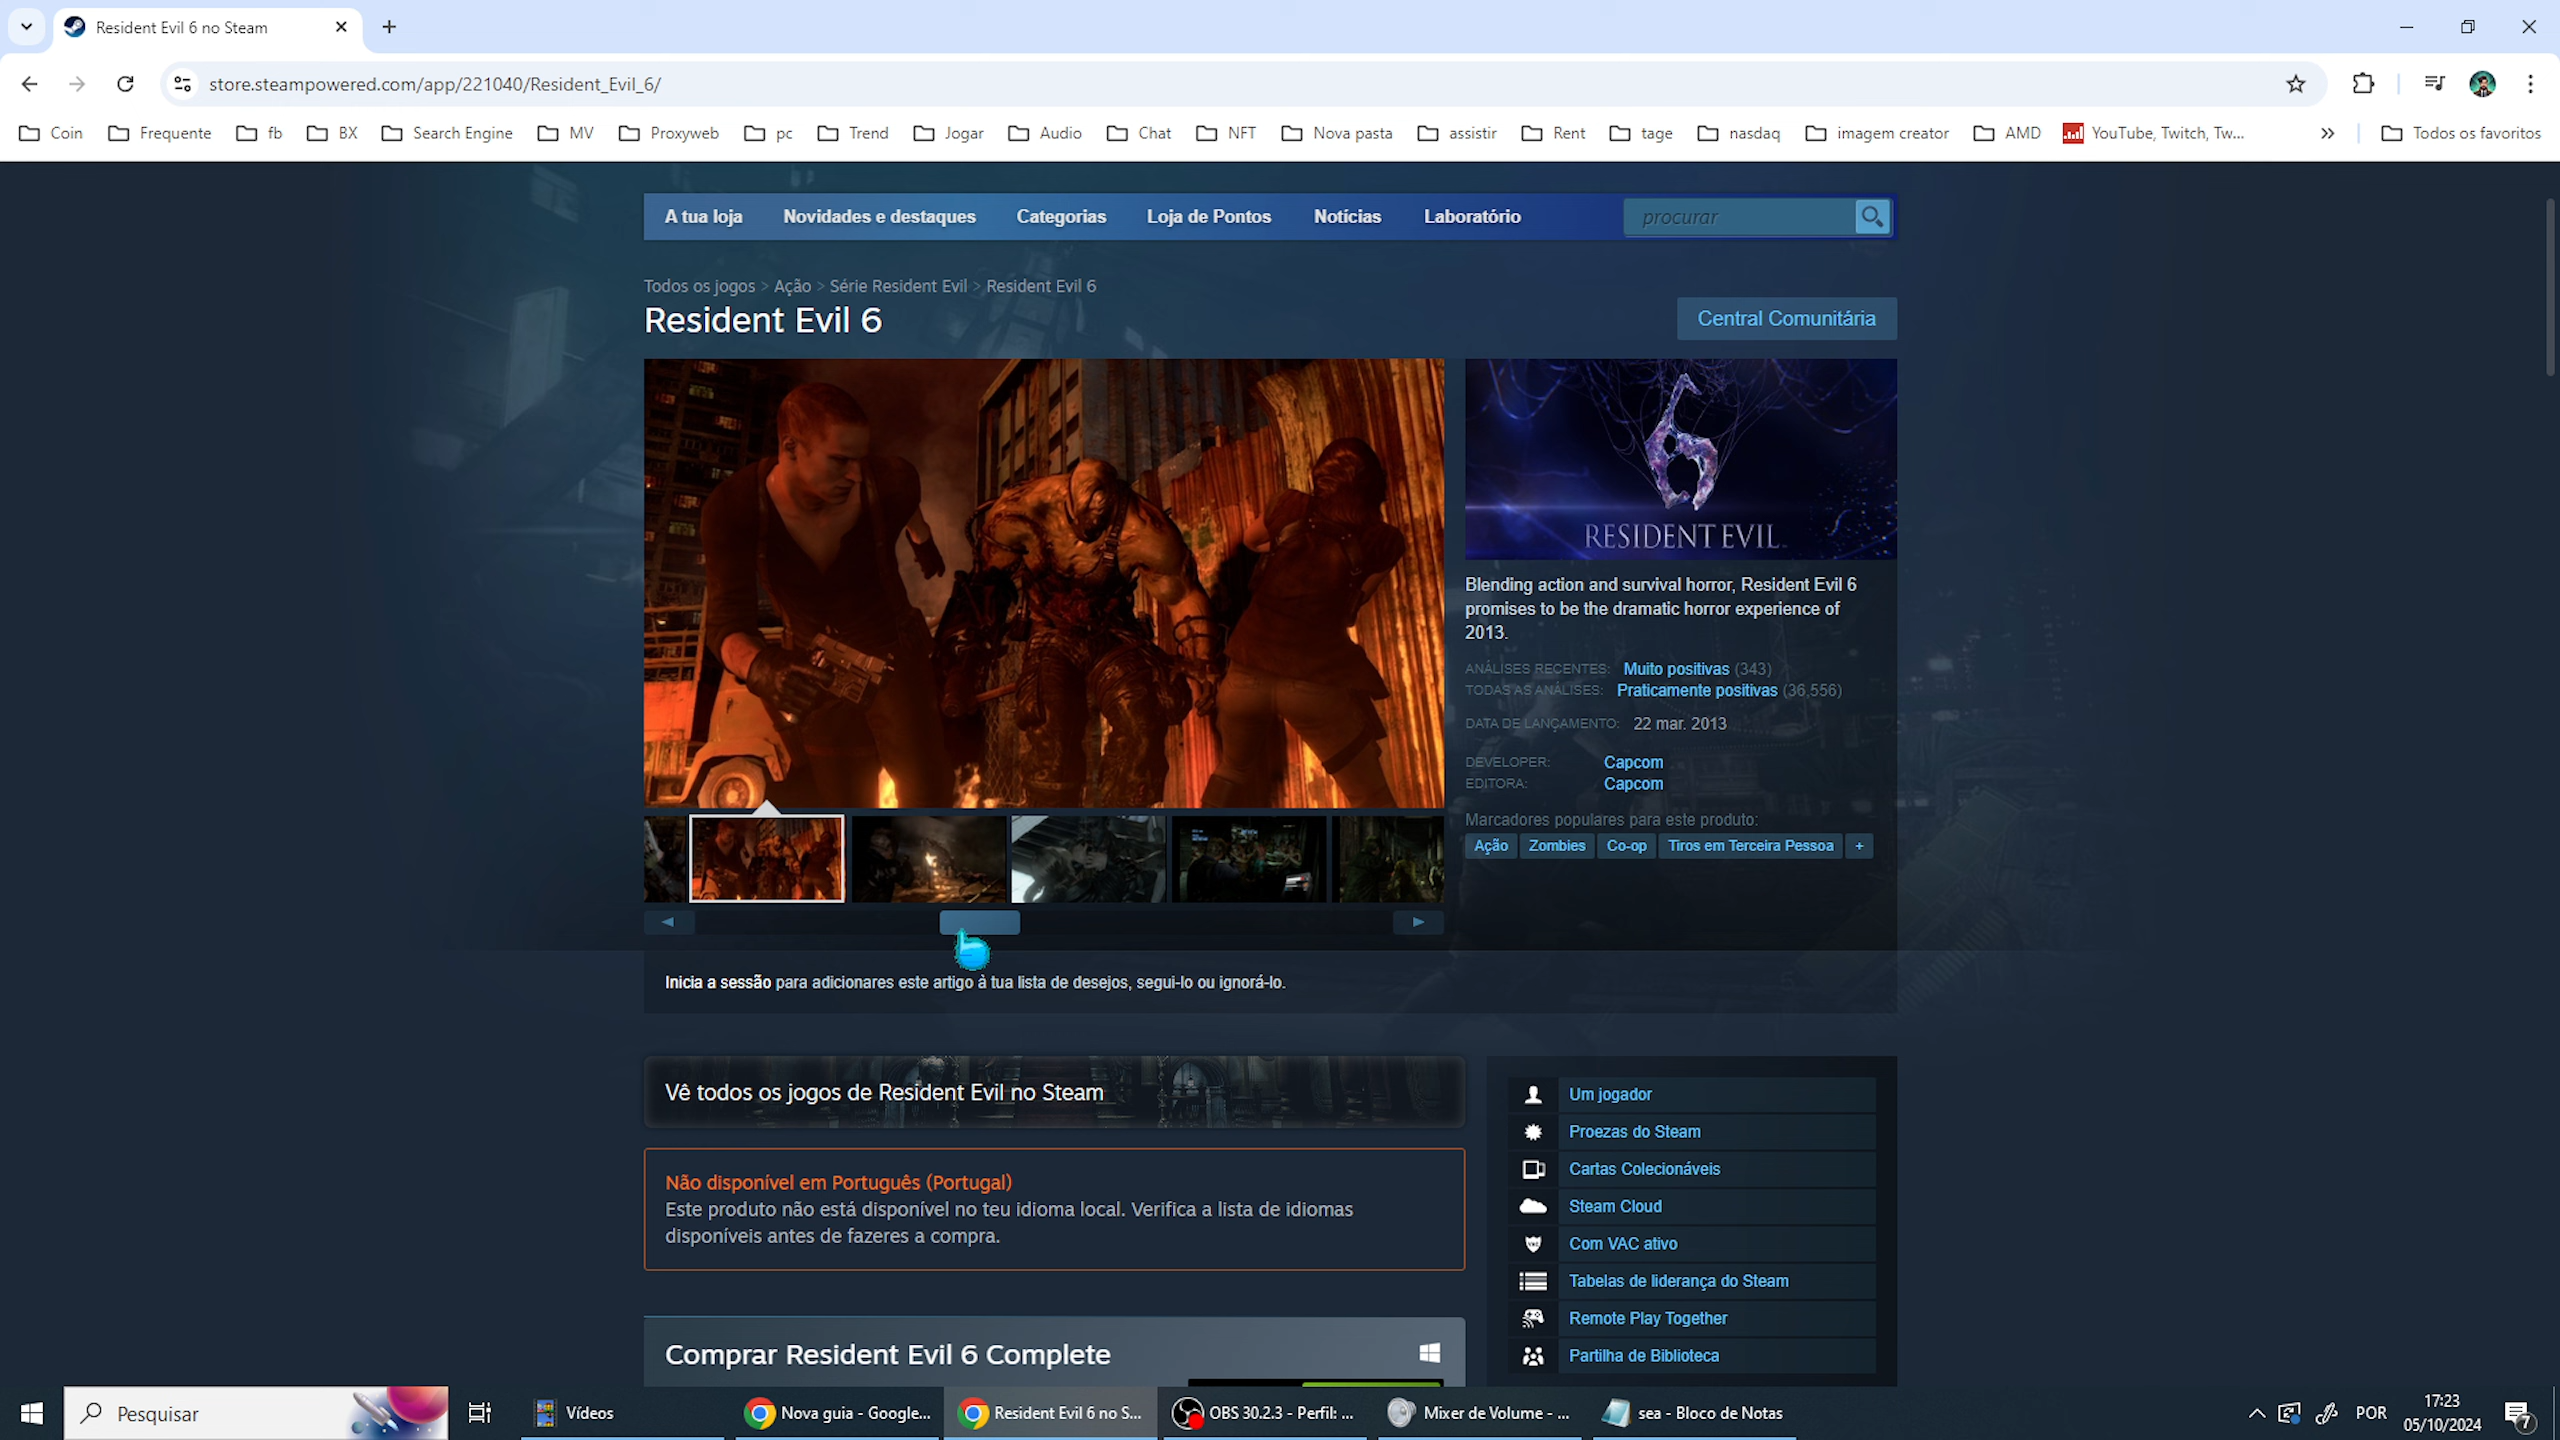 Resident Evil 6 no Steam
store.steampowered.com/app/221040/Resident_Evil_6/
Coin
Frequente
fb
BX
Search Engine
MV
Proxyweb
pc
Trend
Jogar
Audio
Chat
NFT
Nova pasta
assistir
Rent
tage
nasdaq
imagem creator
AMD
YouTube, Twitch, Tw...
Todos os favoritos
A tua loja
Novidades e destaques
Categorias
Loja de Pontos
Notícias
Laboratório
procurar
Todos os jogos > Ação > Série Resident Evil > Resident Evil 6
Resident Evil 6
Central Comunitária
6
RESIDENT EVIL
Blending action and survival horror, Resident Evil 6
promises to be the dramatic horror experience of
2013.
ANÁLISES RECENTES: Muito positivas (343)
TODAS AS ANÁLISES: Praticamente positivas (36,556)
DATA DE LANÇAMENTO: 22 mar. 2013
DEVELOPER: Capcom
EDITORA: Capcom
Marcadores populares para este produto:
Ação Zombies Co-op Tiros em Terceira Pessoa +
Inicia a sessão para adicionares este artigo à tua lista de desejos, segui-lo ou ignorá-lo.
Vê todos os jogos de Resident Evil no Steam
Não disponível em Português (Portugal)
Este produto não está disponível no teu idioma local. Verifica a lista de idiomas
disponíveis antes de fazeres a compra.
Comprar Resident Evil 6 Complete
Um jogador
Proezas do Steam
Cartas Colecionáveis
Steam Cloud
Com VAC ativo
Tabelas de liderança do Steam
Remote Play Together
Partilha de Biblioteca
Pesquisar
Vídeos
Nova guia - Google...
Resident Evil 6 no S...
OBS 30.2.3 - Perfil: ...
Mixer de Volume - ...
sea - Bloco de Notas
POR
17:23
05/10/2024
7